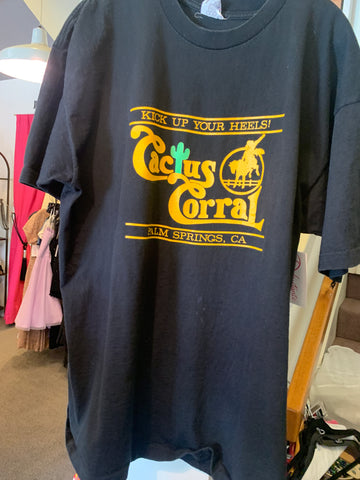 KICK UP YOUR HEELS!
Cactus
Corral
PALM SPRINGS, CA